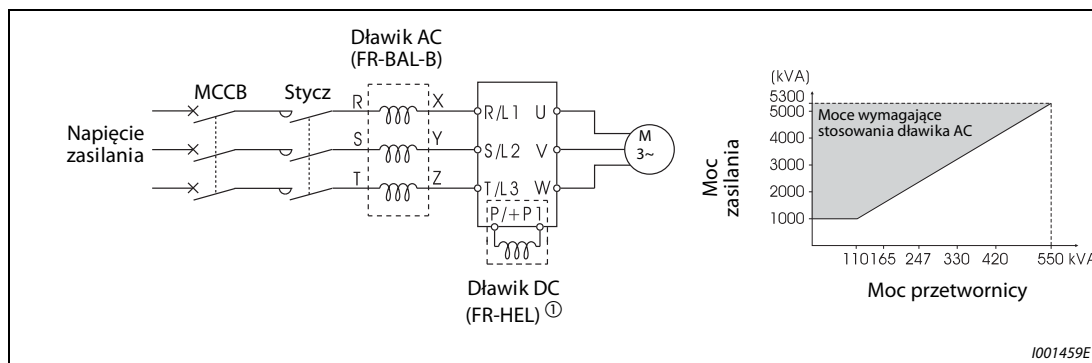 Dławik AC
(FR-BAL-B)
MCCB
Stycz
Napięcie
zasilania
R
X
S
Y
T
Z
R/L1
U
S/L2
V
T/L3
W
P/+
P1
M
3~
Dławik DC
(FR-HEL) ①
(kVA)
5300
5000
4000
3000
2000
1000
Moce wymagające
stosowania dławika AC
Moc
zasilania
110 165 247 330 420 550 kVA
Moc przetwornicy
I001459E